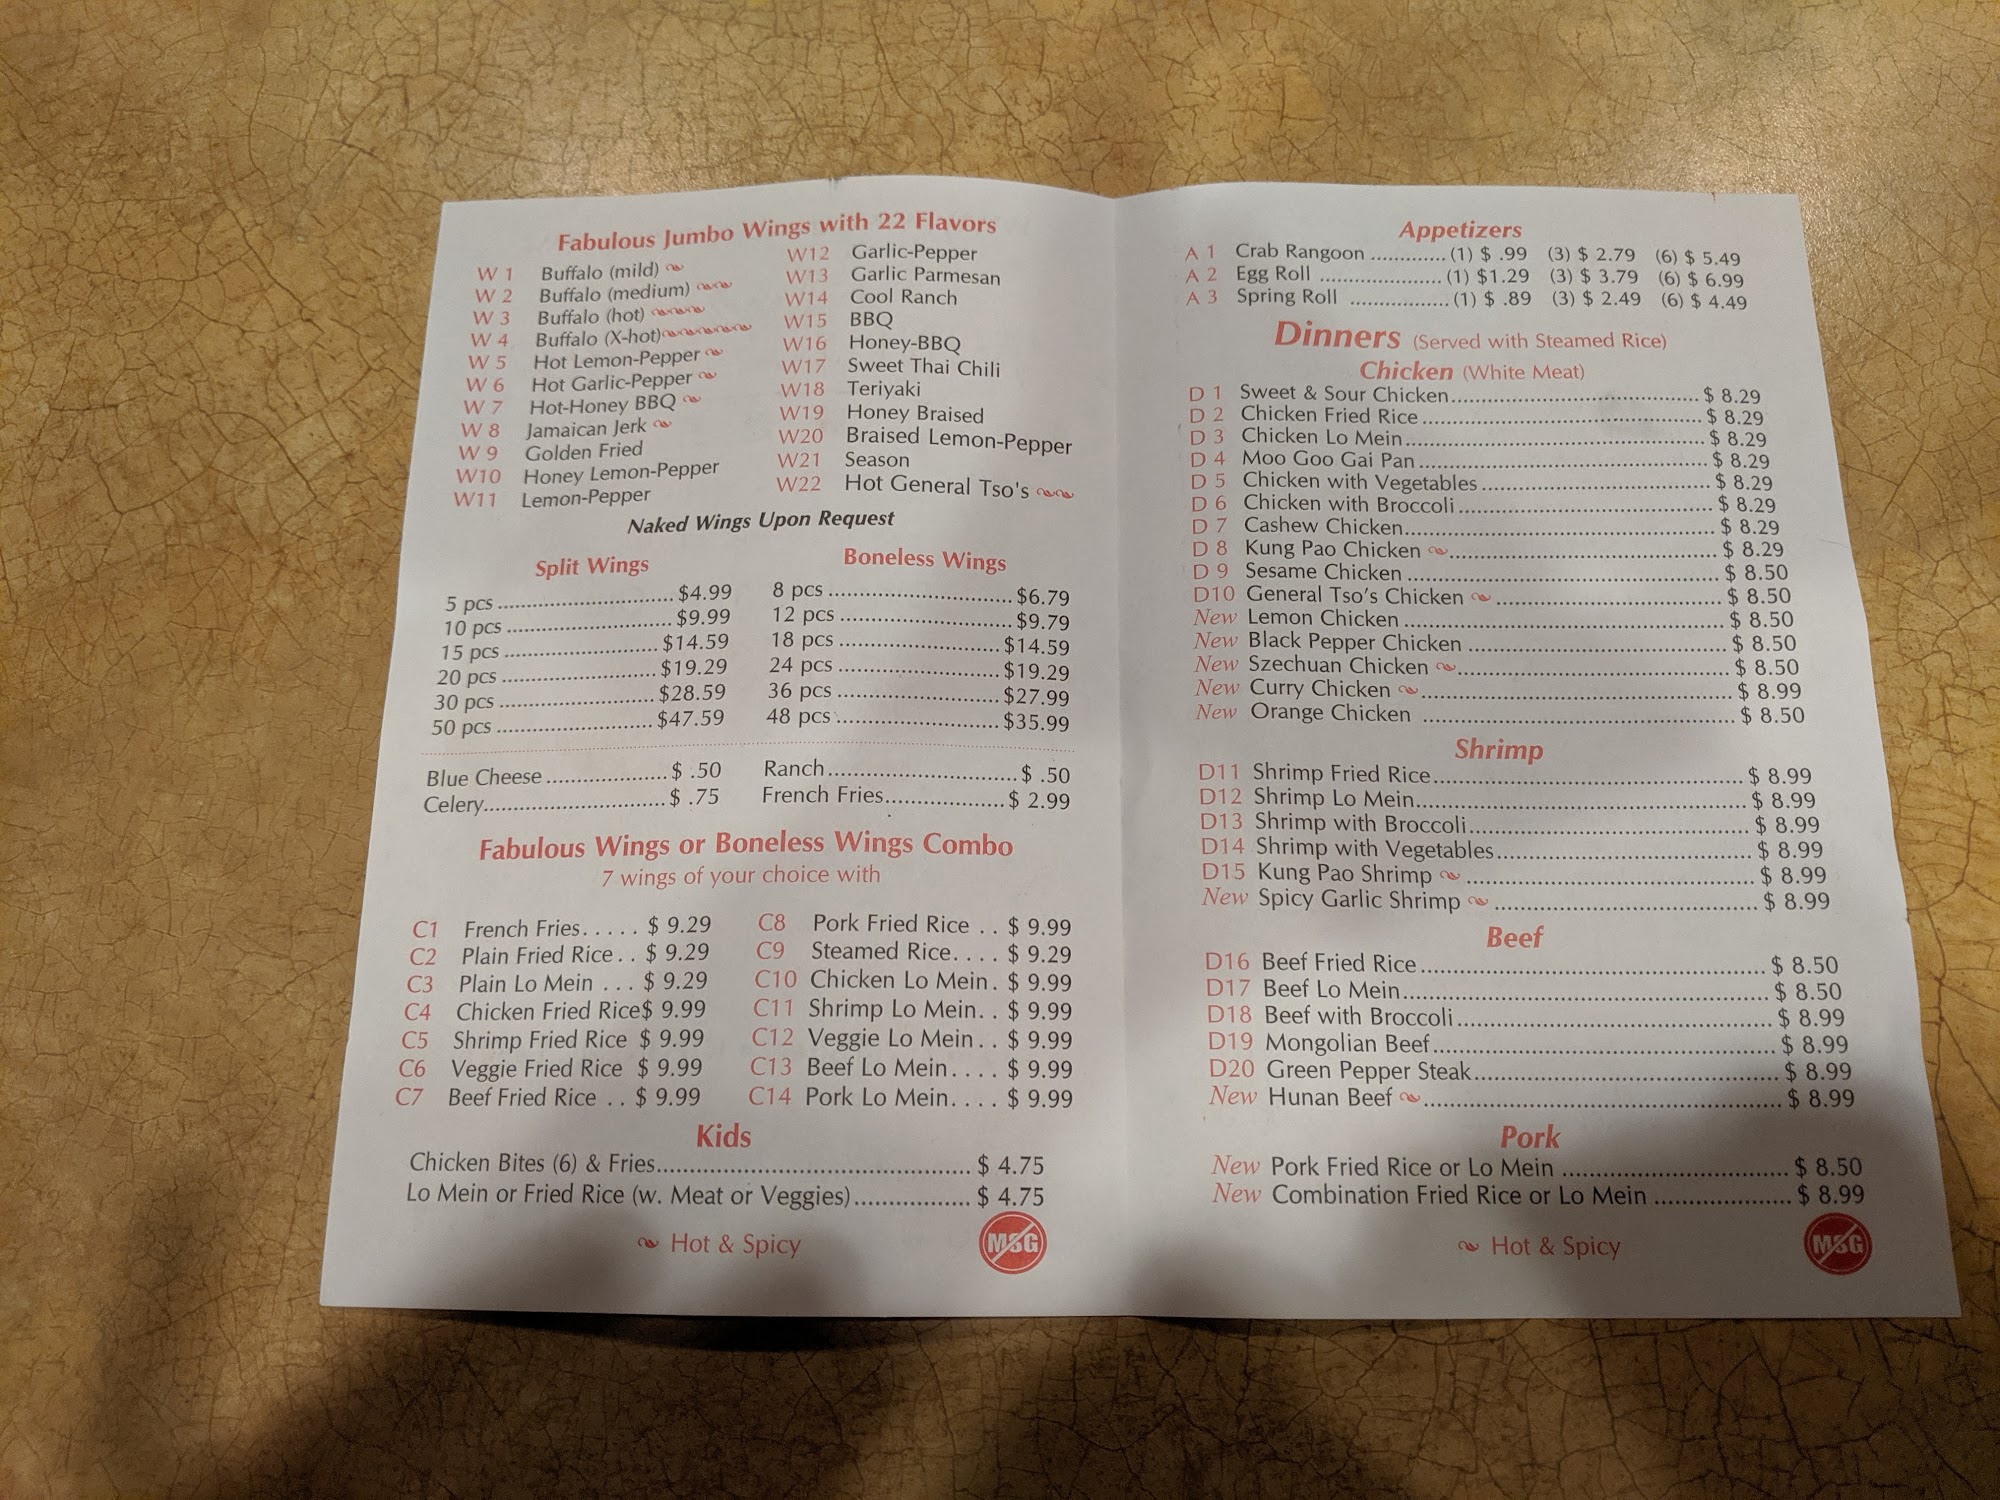 Fabulous Jumbo Wings with 22 Flavors
W 1 Buffalo (mild)
W 2 Buffalo (medium)
W 3 Buffalo (hot)
W 4 Buffalo (X-hot)
W 5 Hot Lemon-Pepper
W 6 Hot Garlic-Pepper
W 7 Hot-Honey BBQ
W 8 Jamaican Jerk
W 9 Golden Fried
W10 Honey Lemon-Pepper
W11 Lemon-Pepper
W12 Garlic-Pepper
W13 Garlic Parmesan
W14 Cool Ranch
W15 BBQ
W16 Honey-BBQ
W17 Sweet Thai Chili
W18 Teriyaki
W19 Honey Braised
W20 Braised Lemon-Pepper
W21 Season
W22 Hot General Tso's
Naked Wings Upon Request
Split Wings
5 pcs $4.99
10 pcs $9.99
15 pcs $14.59
20 pcs $19.29
30 pcs $28.59
50 pcs $47.59
Boneless Wings
8 pcs $6.79
12 pcs $9.79
18 pcs $14.59
24 pcs $19.29
36 pcs $27.99
48 pcs $35.99
Blue Cheese $ .50
Celery $ .75
Ranch $ .50
French Fries $ 2.99
Fabulous Wings or Boneless Wings Combo
7 wings of your choice with
C1 French Fries $ 9.29
C2 Plain Fried Rice $ 9.29
C3 Plain Lo Mein $ 9.29
C4 Chicken Fried Rice $ 9.99
C5 Shrimp Fried Rice $ 9.99
C6 Veggie Fried Rice $ 9.99
C7 Beef Fried Rice $ 9.99
C8 Pork Fried Rice $ 9.99
C9 Steamed Rice $ 9.29
C10 Chicken Lo Mein $ 9.99
C11 Shrimp Lo Mein $ 9.99
C12 Veggie Lo Mein $ 9.99
C13 Beef Lo Mein $ 9.99
C14 Pork Lo Mein $ 9.99
Kids
Chicken Bites (6) & Fries $ 4.75
Lo Mein or Fried Rice (w. Meat or Veggies) $ 4.75
Hot & Spicy
MSG
Appetizers
A 1 Crab Rangoon (1) $ .99 (3) $ 2.79 (6) $ 5.49
A 2 Egg Roll (1) $1.29 (3) $ 3.79 (6) $ 6.99
A 3 Spring Roll (1) $ .89 (3) $ 2.49 (6) $ 4.49
Dinners (Served with Steamed Rice)
Chicken (White Meat)
D 1 Sweet & Sour Chicken $ 8.29
D 2 Chicken Fried Rice $ 8.29
D 3 Chicken Lo Mein $ 8.29
D 4 Moo Goo Gai Pan $ 8.29
D 5 Chicken with Vegetables $ 8.29
D 6 Chicken with Broccoli $ 8.29
D 7 Cashew Chicken $ 8.29
D 8 Kung Pao Chicken $ 8.29
D 9 Sesame Chicken $ 8.50
D10 General Tso's Chicken $ 8.50
New Lemon Chicken $ 8.50
New Black Pepper Chicken $ 8.50
New Szechuan Chicken $ 8.50
New Curry Chicken $ 8.99
New Orange Chicken $ 8.50
Shrimp
D11 Shrimp Fried Rice $ 8.99
D12 Shrimp Lo Mein $ 8.99
D13 Shrimp with Broccoli $ 8.99
D14 Shrimp with Vegetables $ 8.99
D15 Kung Pao Shrimp $ 8.99
New Spicy Garlic Shrimp $ 8.99
Beef
D16 Beef Fried Rice $ 8.50
D17 Beef Lo Mein $ 8.50
D18 Beef with Broccoli $ 8.99
D19 Mongolian Beef $ 8.99
D20 Green Pepper Steak $ 8.99
New Hunan Beef $ 8.99
Pork
New Pork Fried Rice or Lo Mein $ 8.50
New Combination Fried Rice or Lo Mein $ 8.99
Hot & Spicy
MSG